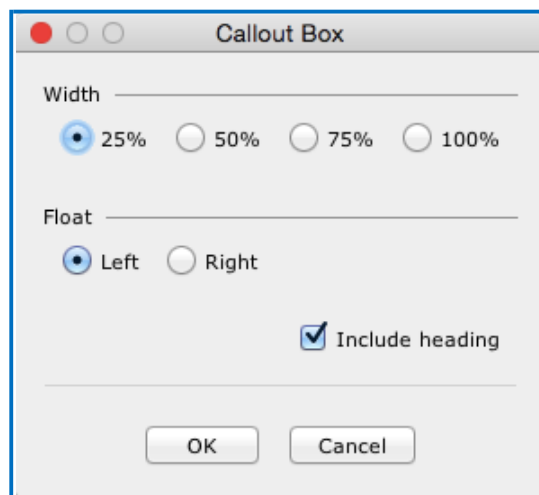 Callout Box
Width
25% 50% 75% 100%
Float
Left Right
Include heading
OK Cancel